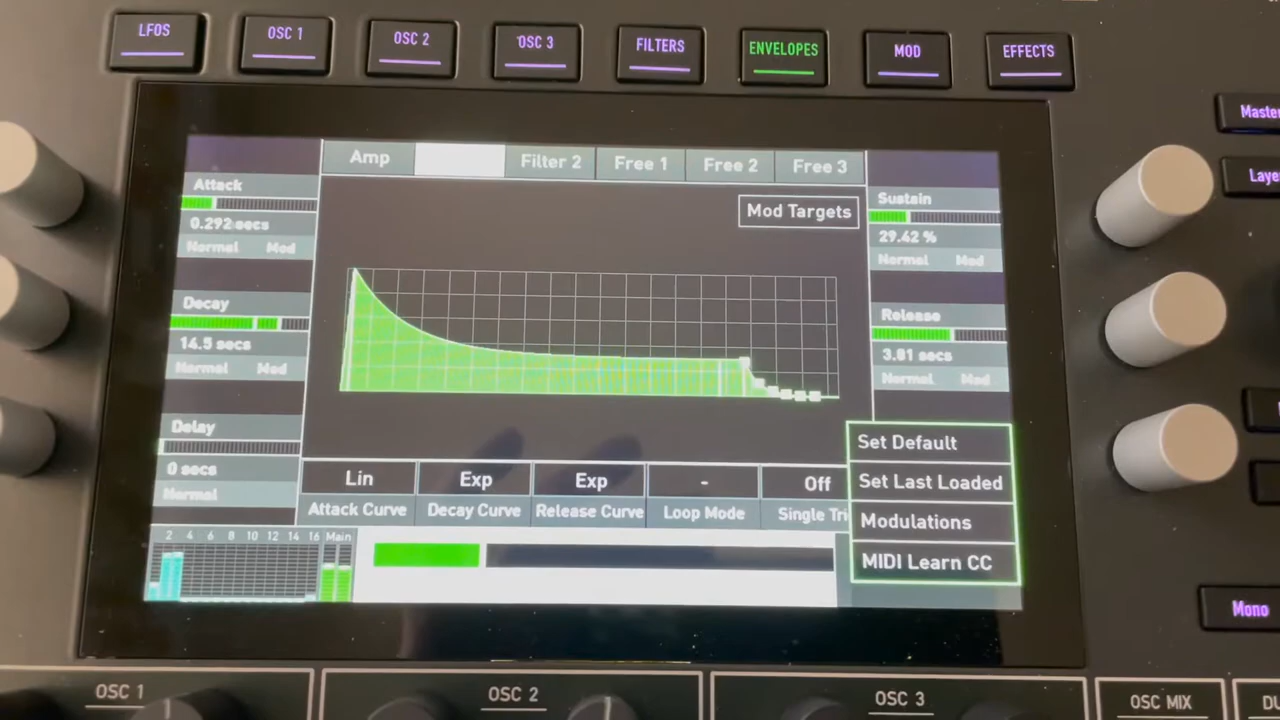 LFOS
OSC 1
OSC 2
OSC 3
FILTERS
ENVELOPES
MOD
EFFECTS
Master
Amp
Filter 2
Free 1
Free 2
Free 3
Attack
0.292 secs
Normal Mod
Mod Targets
Sustain
29.42 %
Normal Mod
Decay
14.5 secs
Normal Mod
Release
3.81 secs
Normal Mod
Delay
0 secs
Normal
Lin
Exp
Exp
-
Off
Attack Curve
Decay Curve
Release Curve
Loop Mode
Single Tri
Set Default
Set Last Loaded
Modulations
MIDI Learn CC
2 4 6 8 10 12 14 16 Main
Mono
OSC 1
OSC 2
OSC 3
OSC MIX